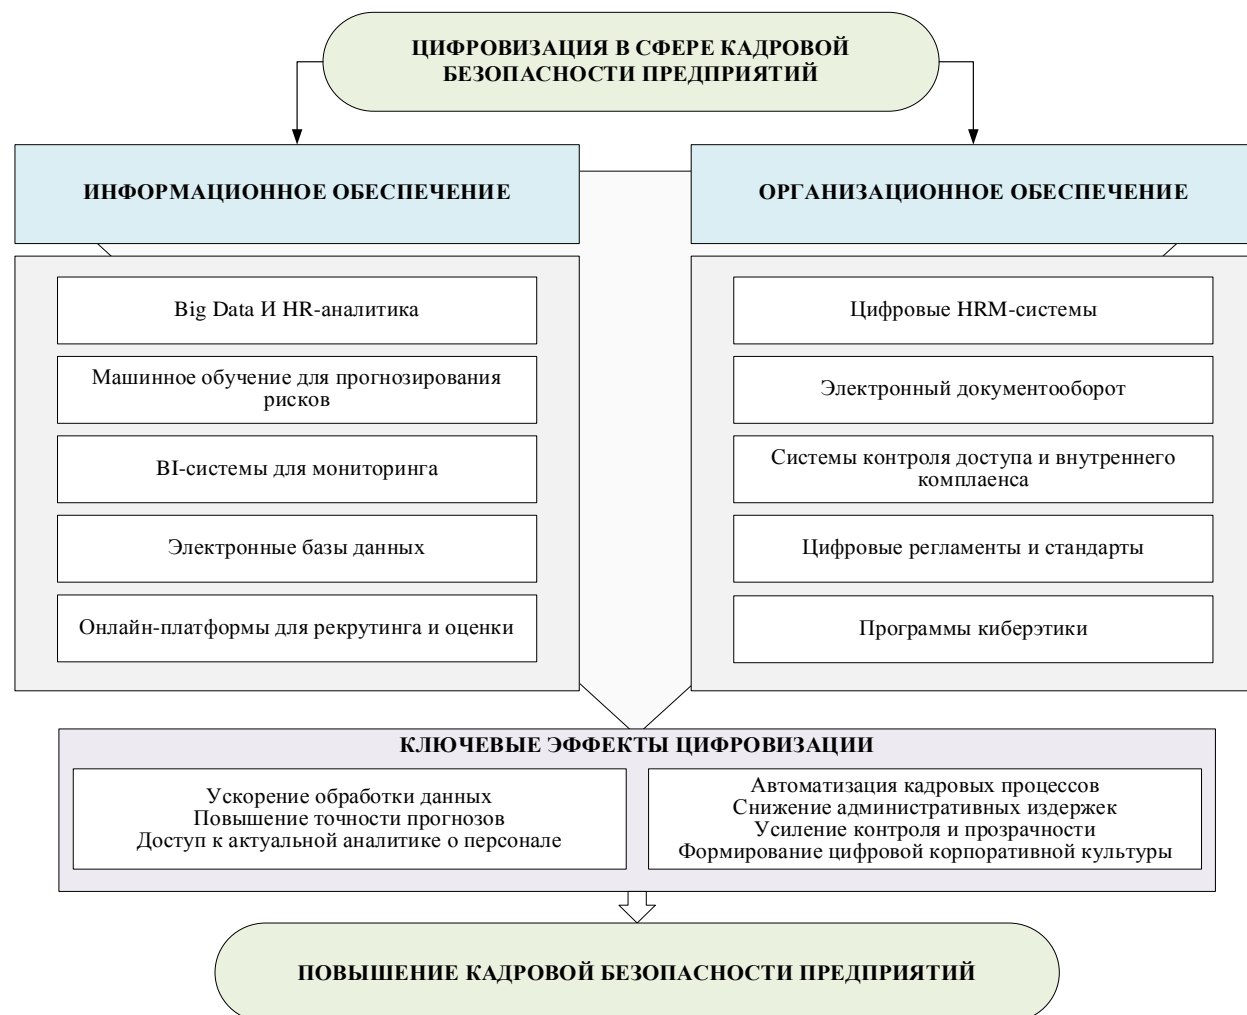 ЦИФРОВИЗАЦИЯ В СФЕРЕ КАДРОВОЙ
БЕЗОПАСНОСТИ ПРЕДПРИЯТИЙ
ИНФОРМАЦИОННОЕ ОБЕСПЕЧЕНИЕ
Big Data И HR-аналитика
Машинное обучение для прогнозирования
рисков
BI-системы для мониторинга
Электронные базы данных
Онлайн-платформы для рекрутинга и оценки
ОРГАНИЗАЦИОННОЕ ОБЕСПЕЧЕНИЕ
Цифровые HRM-системы
Электронный документооборот
Системы контроля доступа и внутреннего
комплаенса
Цифровые регламенты и стандарты
Программы киберэтики
КЛЮЧЕВЫЕ ЭФФЕКТЫ ЦИФРОВИЗАЦИИ
Ускорение обработки данных
Повышение точности прогнозов
Доступ к актуальной аналитике о персонале
Автоматизация кадровых процессов
Снижение административных издержек
Усиление контроля и прозрачности
Формирование цифровой корпоративной культуры
ПОВЫШЕНИЕ КАДРОВОЙ БЕЗОПАСНОСТИ ПРЕДПРИЯТИЙ